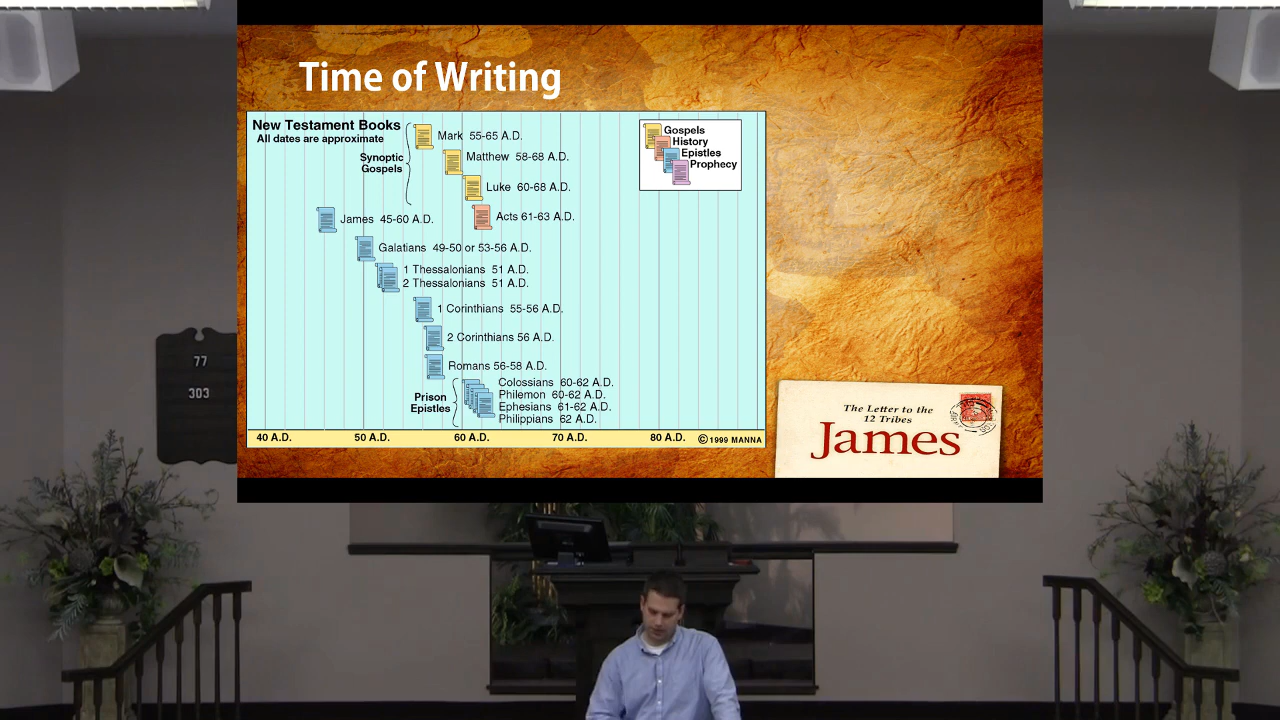 Time of Writing
New Testament Books
All dates are approximate
Synoptic
Gospels
Mark 55-65 A.D.
Matthew 58-68 A.D.
Luke 60-68 A.D.
Acts 61-63 A.D.
James 45-60 A.D.
Galatians 49-50 or 53-56 A.D.
1 Thessalonians 51 A.D.
2 Thessalonians 51 A.D.
1 Corinthians 55-56 A.D.
2 Corinthians 56 A.D.
Romans 56-58 A.D.
Prison
Epistles
Colossians 60-62 A.D.
Philemon 60-62 A.D.
Ephesians 61-62 A.D.
Philippians 62 A.D.
40 A.D. 50 A.D. 60 A.D. 70 A.D. 80 A.D. ©1999 MANNA
Gospels
History
Epistles
Prophecy
The Letter to the
12 Tribes
James
77
303